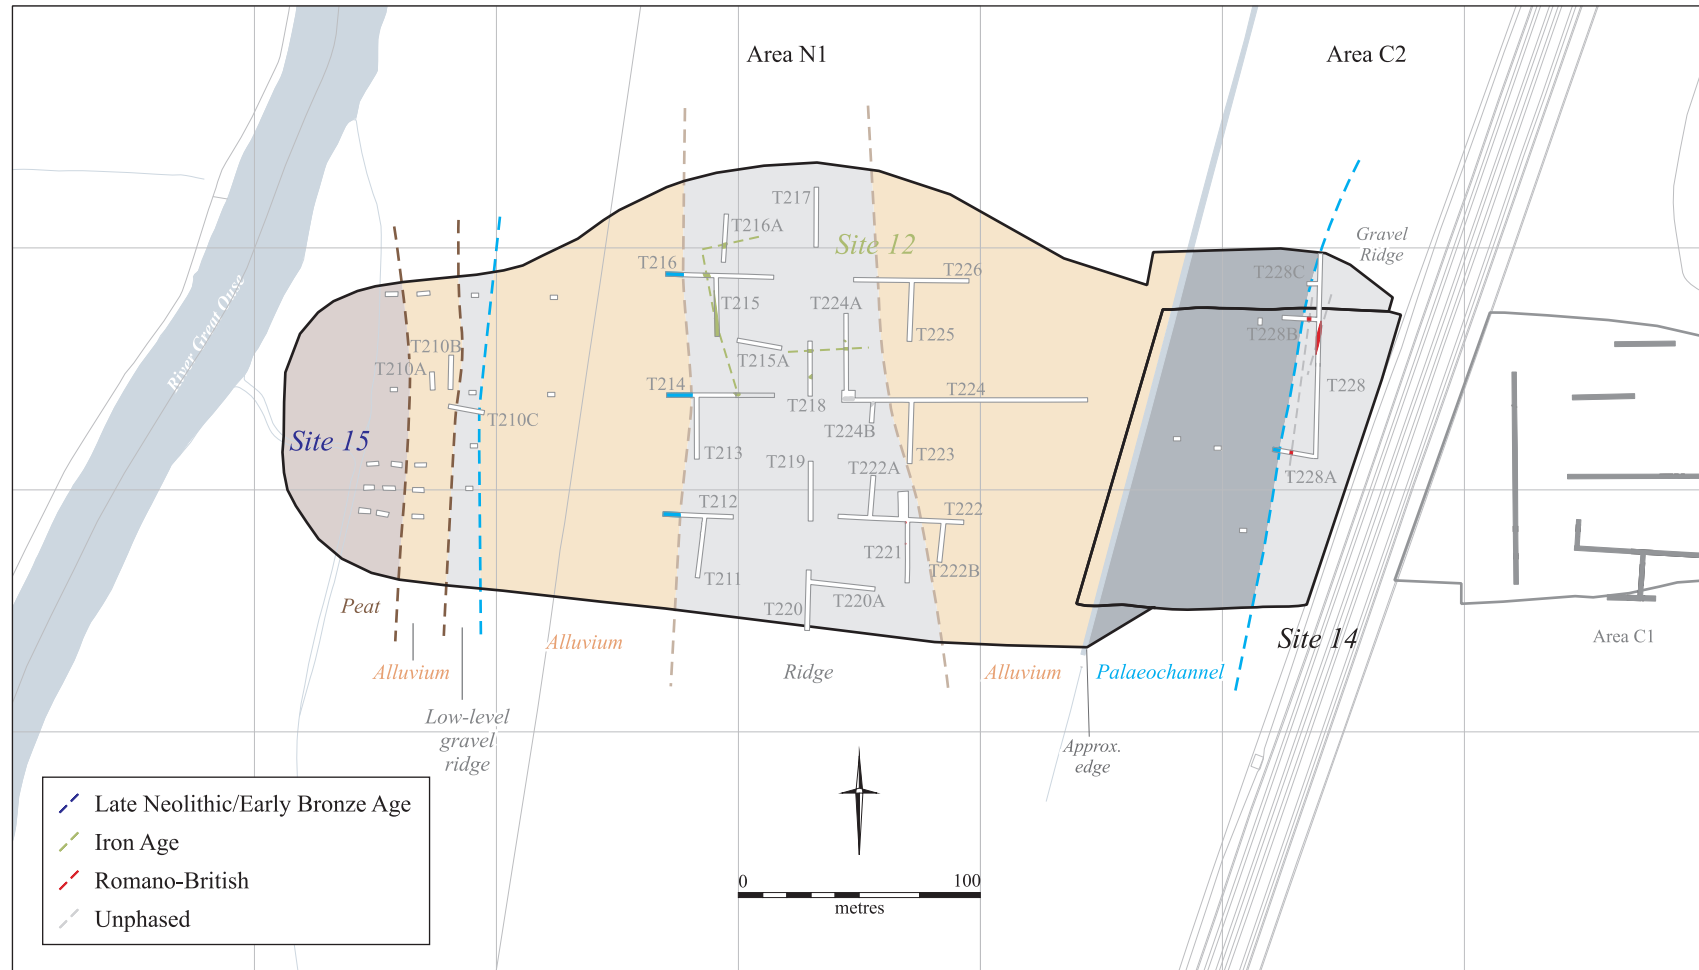 Area N1
Area C2
River Great Ouse
T217
T216A
Site 12
Gravel
Ridge
T216
T226
T228C
T215
T224A
T225
T228B
T210B
T215A
T210A
T214
T224
T228
T218
T210C
T224B
Site 15
T213
T223
T219
T222A
T228A
T212
T222
T221
T211
T222B
T220
T220A
Peat
Site 14
Area C1
Alluvium
Alluvium
Ridge
Alluvium
Palaeochannel
Low-level
gravel
ridge
Approx.
edge
Late Neolithic/Early Bronze Age
Iron Age
Romano-British
Unphased
0
100
metres